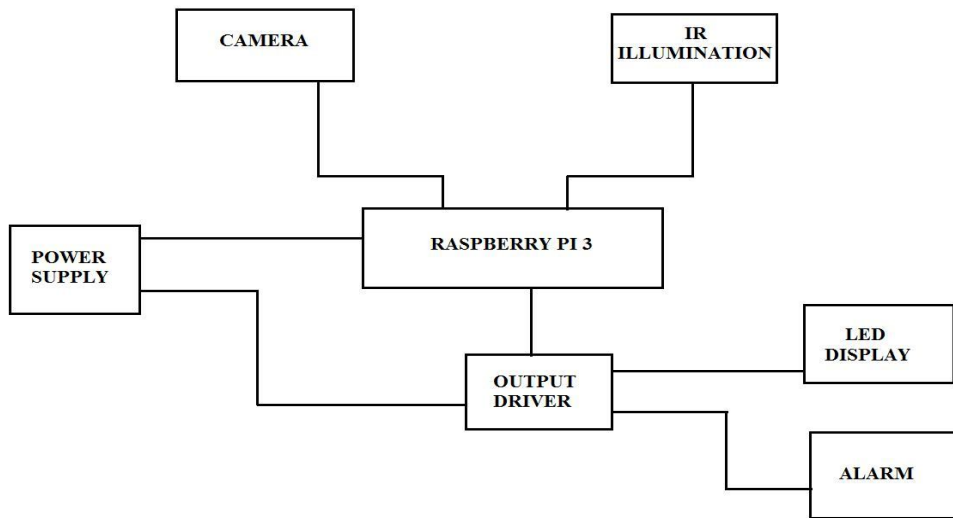 CAMERA
IR
ILLUMINATION
RASPBERRY PI 3
POWER
SUPPLY
LED
DISPLAY
OUTPUT
DRIVER
ALARM